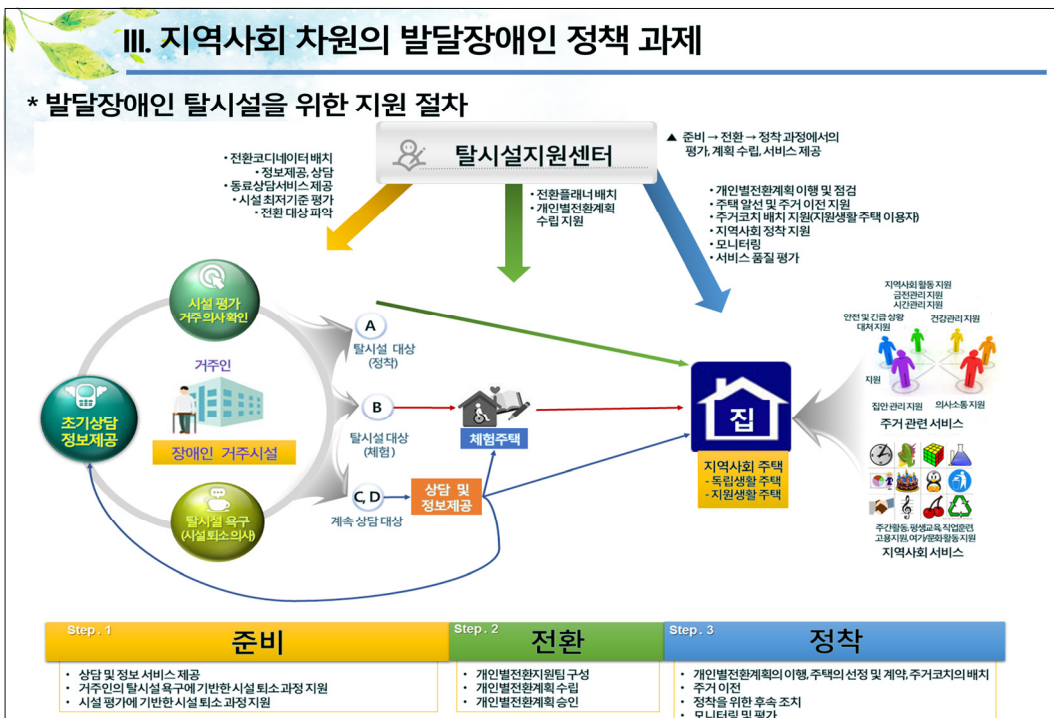 Ⅲ. 지역사회 차원의 발달장애인 정책 과제
* 발달장애인 탈시설을 위한 지원 절차
탈시설지원센터
▲ 준비 → 전환 → 정착 과정에서의
평가, 계획 수립, 서비스 제공
• 전환코디네이터 배치
• 정보제공, 상담
• 동료상담서비스 제공
• 시설 최저기준 평가
- 전환 대상 파악
• 전환플래너 배치
• 개인별전환계획
수립 지원
• 개인별전환계획 이행 및 점검
• 주택 알선 및 주거 이전 지원
• 주거코치 배치 지원(지원생활 주택 이용자)
• 지역사회 정착 지원
• 모니터링
• 서비스 품질 평가
시설 평가
거주 의사 확인
거주인
초기상담
정보제공
장애인 거주시설
탈시설 욕구
(시설 퇴소 의사)
A
탈시설 대상
(정착)
B
탈시설 대상
(체험)
C, D
계속 상담 대상
체험주택
상담 및
정보제공
집
지역사회 주택
- 독립생활 주택
- 지원생활 주택
지역사회 활동 지원
금전관리 지원
시간관리 지원
안전 및 긴급 상황
대처 지원
건강관리 지원
지원
집안 관리 지원
의사소통 지원
주거 관련 서비스
주간활동, 평생교육, 직업훈련,
고용지원, 여가/문화활동 지원
지역사회 서비스
Step. 1
준비
• 상담 및 정보 서비스 제공
• 거주인의 탈시설 욕구에 기반한 시설 퇴소 과정 지원
• 시설 평가에 기반한 시설 퇴소 과정 지원
Step. 2
전환
• 개인별전환지원팀 구성
• 개인별전환계획 수립
• 개인별전환계획 승인
Step. 3
정착
• 개인별전환계획의 이행, 주택의 선정 및 계약, 주거코치의 배치
• 주거 이전
• 정착을 위한 후속 조치
• 모니터링 및 평가